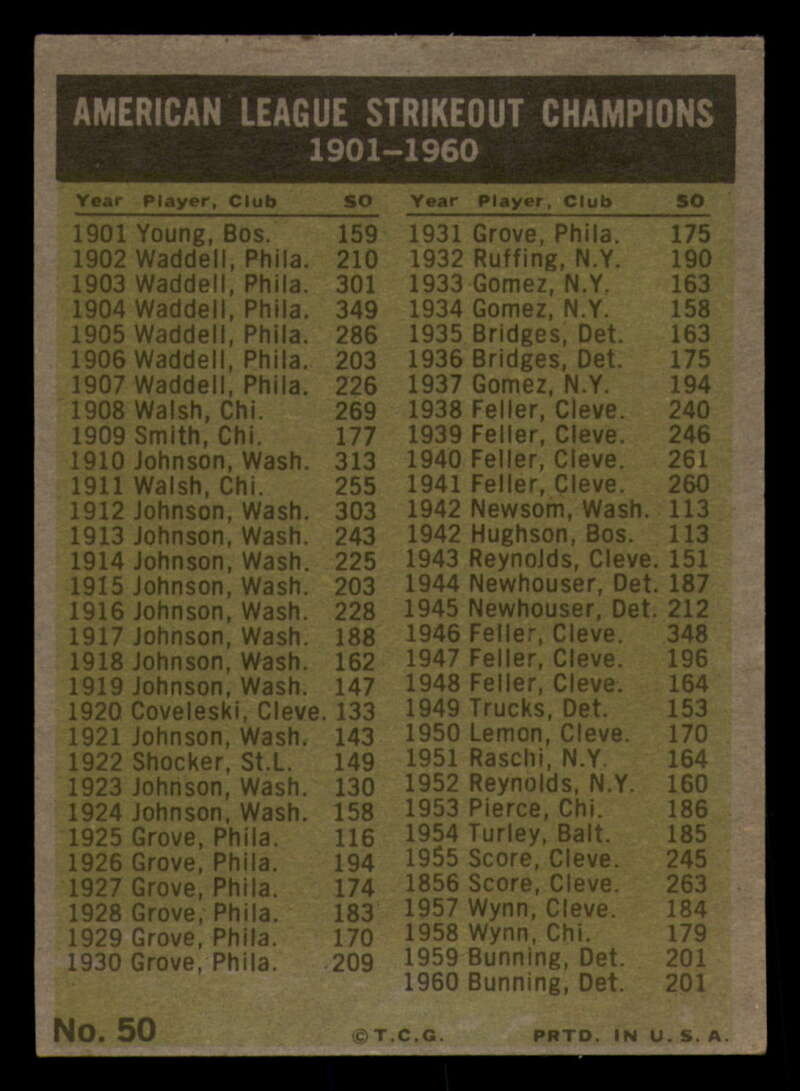 AMERICAN LEAGUE STRIKEOUT CHAMPIONS
1901–1960
Year Player, Club SO
1901 Young, Bos. 159
1902 Waddell, Phila. 210
1903 Waddell, Phila. 301
1904 Waddell, Phila. 349
1905 Waddell, Phila. 286
1906 Waddell, Phila. 203
1907 Waddell, Phila. 226
1908 Walsh, Chi. 269
1909 Smith, Chi. 177
1910 Johnson, Wash. 313
1911 Walsh, Chi. 255
1912 Johnson, Wash. 303
1913 Johnson, Wash. 243
1914 Johnson, Wash. 225
1915 Johnson, Wash. 203
1916 Johnson, Wash. 228
1917 Johnson, Wash. 188
1918 Johnson, Wash. 162
1919 Johnson, Wash. 147
1920 Coveleski, Cleve. 133
1921 Johnson, Wash. 143
1922 Shocker, St.L. 149
1923 Johnson, Wash. 130
1924 Johnson, Wash. 158
1925 Grove, Phila. 116
1926 Grove, Phila. 194
1927 Grove, Phila. 174
1928 Grove, Phila. 183
1929 Grove, Phila. 170
1930 Grove, Phila. 209
Year Player, Club SO
1931 Grove, Phila. 175
1932 Ruffing, N.Y. 190
1933 Gomez, N.Y. 163
1934 Gomez, N.Y. 158
1935 Bridges, Det. 163
1936 Bridges, Det. 175
1937 Gomez, N.Y. 194
1938 Feller, Cleve. 240
1939 Feller, Cleve. 246
1940 Feller, Cleve. 261
1941 Feller, Cleve. 260
1942 Newsom, Wash. 113
1942 Hughson, Bos. 113
1943 Reynolds, Cleve. 151
1944 Newhouser, Det. 187
1945 Newhouser, Det. 212
1946 Feller, Cleve. 348
1947 Feller, Cleve. 196
1948 Feller, Cleve. 164
1949 Trucks, Det. 153
1950 Lemon, Cleve. 170
1951 Raschi, N.Y. 164
1952 Reynolds, N.Y. 160
1953 Pierce, Chi. 186
1954 Turley, Balt. 185
1955 Score, Cleve. 245
1856 Score, Cleve. 263
1957 Wynn, Cleve. 184
1958 Wynn, Chi. 179
1959 Bunning, Det. 201
1960 Bunning, Det. 201
No. 50 ©T.C.G. PRTD. IN U.S.A.